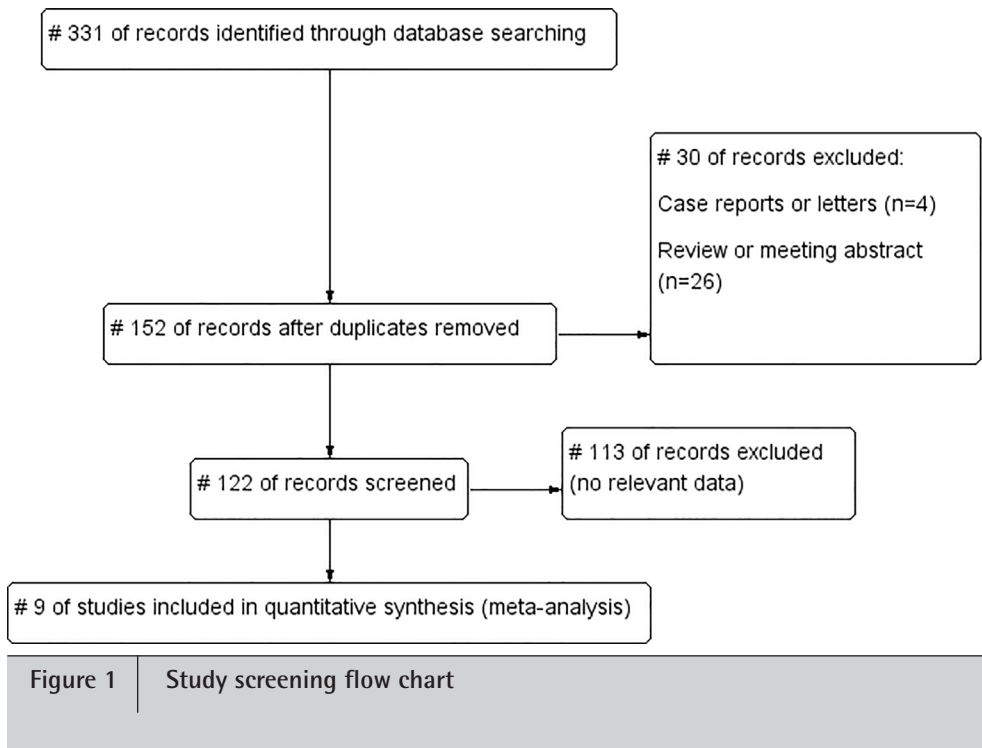 # 331 of records identified through database searching
# 30 of records excluded:
Case reports or letters (n=4)
Review or meeting abstract
(n=26)
# 152 of records after duplicates removed
# 113 of records excluded
(no relevant data)
# 122 of records screened
# 9 of studies included in quantitative synthesis (meta-analysis)
Figure 1 Study screening flow chart